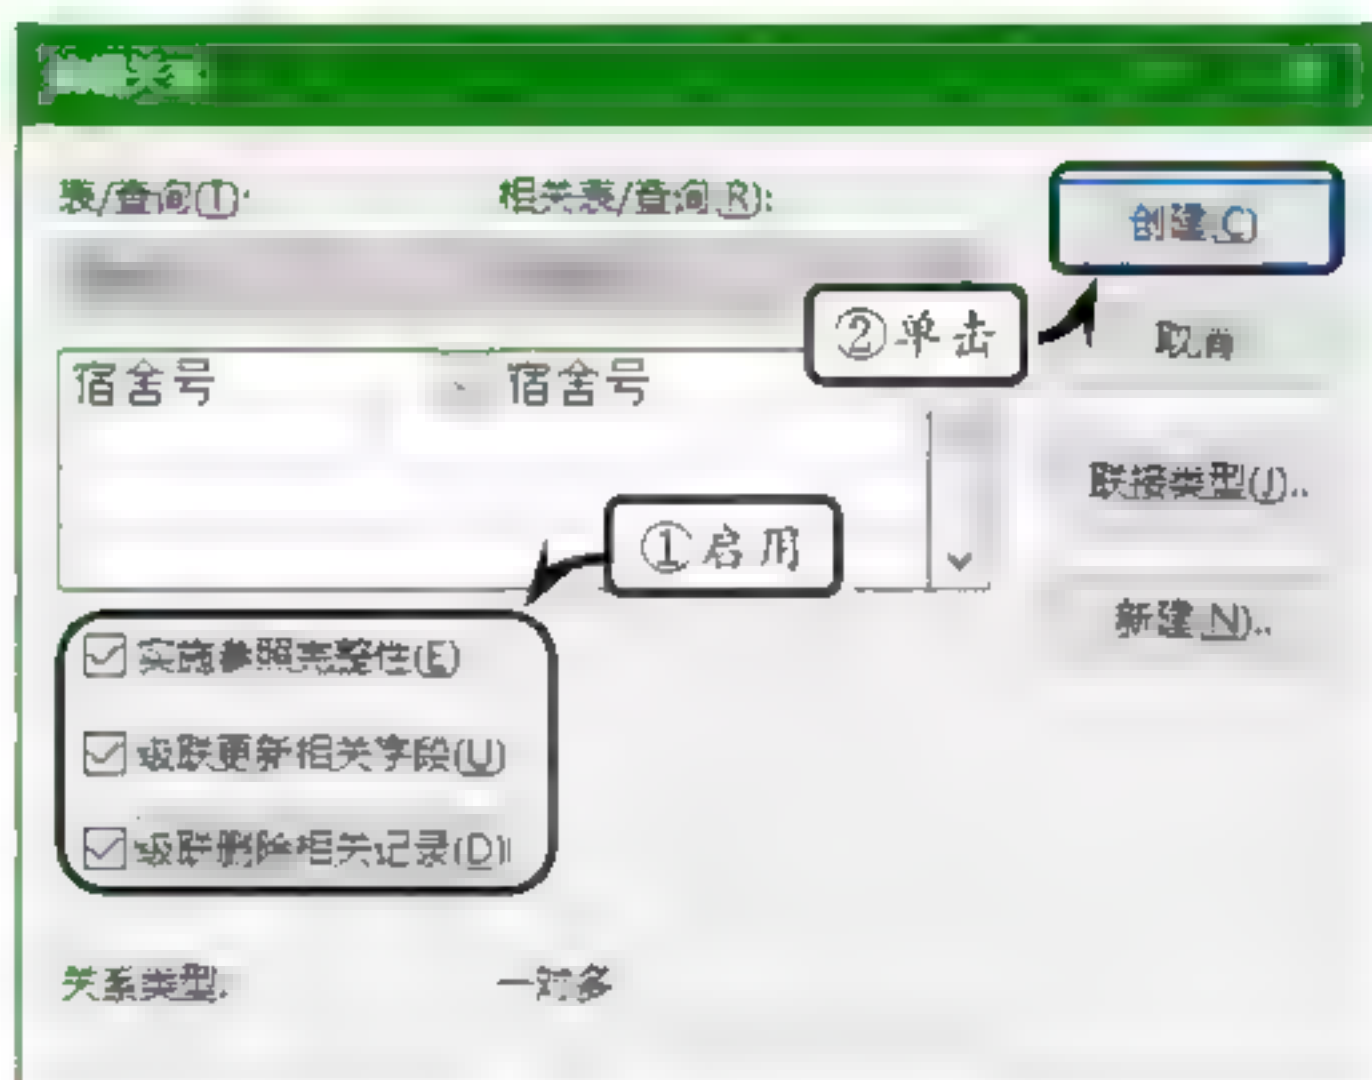 表/查询(T): 相关表/查询(R):
创建(C)
②单击
取消
宿舍号 宿舍号
联接类型(J)..
①启用
新建(N)..
实施参照完整性(E)
级联更新相关字段(U)
级联删除相关记录(D)
关系类型: 一对多